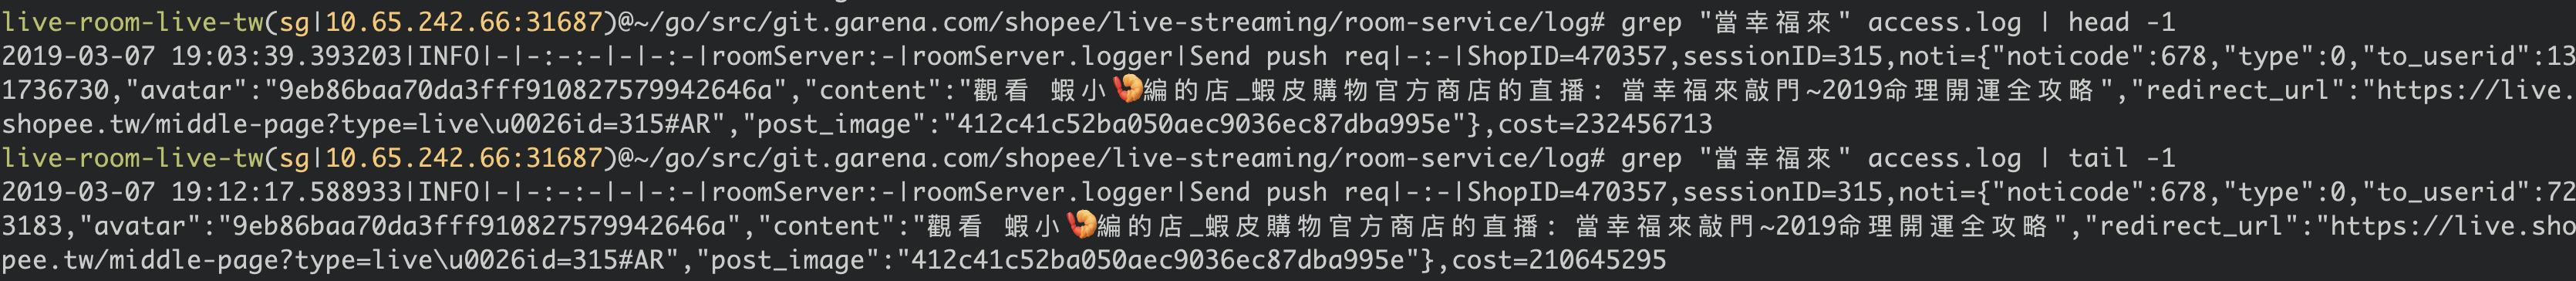 live-room-live-tw(sg|10.65.242.66:31687)@~/go/src/git.garena.com/shopee/live-streaming/room-service/log# grep "當幸福來" access.log | head -1
2019-03-07 19:03:39.393203|INFO|-|-:-:-|-|-:-|roomServer:-|roomServer.logger|Send push req|-:-|ShopID=470357,sessionID=315,noti={"noticode":678,"type":0,"to_userid":13
1736730,"avatar":"9eb86baa70da3fff910827579942646a","content":"觀看 蝦小🍤編的店_蝦皮購物官方商店的直播: 當幸福來敲門~2019命理開運全攻略","redirect_url":"https://live.
shopee.tw/middle-page?type=live\u0026id=315#AR","post_image":"412c41c52ba050aec9036ec87dba995e"},cost=232456713
live-room-live-tw(sg|10.65.242.66:31687)@~/go/src/git.garena.com/shopee/live-streaming/room-service/log# grep "當幸福來" access.log | tail -1
2019-03-07 19:12:17.588933|INFO|-|-:-:-|-|-:-|roomServer:-|roomServer.logger|Send push req|-:-|ShopID=470357,sessionID=315,noti={"noticode":678,"type":0,"to_userid":72
3183,"avatar":"9eb86baa70da3fff910827579942646a","content":"觀看 蝦小🍤編的店_蝦皮購物官方商店的直播: 當幸福來敲門~2019命理開運全攻略","redirect_url":"https://live.sho
pee.tw/middle-page?type=live\u0026id=315#AR","post_image":"412c41c52ba050aec9036ec87dba995e"},cost=210645295